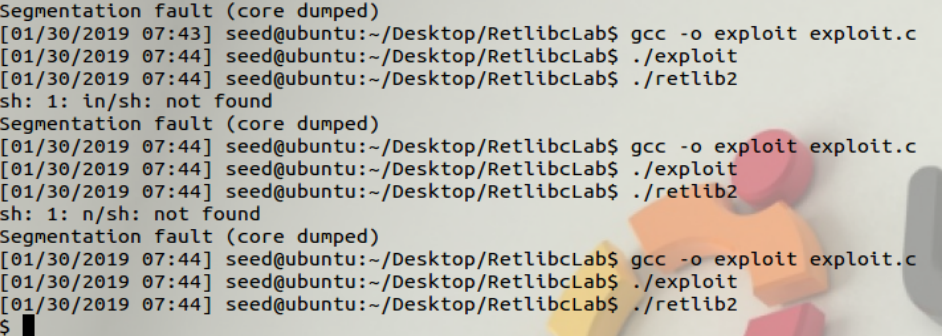 Segmentation fault (core dumped)
[01/30/2019 07:43] seed@ubuntu:~/Desktop/RetlibcLab$ gcc -o exploit exploit.c
[01/30/2019 07:44] seed@ubuntu:~/Desktop/RetlibcLab$ ./exploit
[01/30/2019 07:44] seed@ubuntu:~/Desktop/RetlibcLab$ ./retlib2
sh: 1: in/sh: not found
Segmentation fault (core dumped)
[01/30/2019 07:44] seed@ubuntu:~/Desktop/RetlibcLab$ gcc -o exploit exploit.c
[01/30/2019 07:44] seed@ubuntu:~/Desktop/RetlibcLab$ ./exploit
[01/30/2019 07:44] seed@ubuntu:~/Desktop/RetlibcLab$ ./retlib2
sh: 1: n/sh: not found
Segmentation fault (core dumped)
[01/30/2019 07:44] seed@ubuntu:~/Desktop/RetlibcLab$ gcc -o exploit exploit.c
[01/30/2019 07:44] seed@ubuntu:~/Desktop/RetlibcLab$ ./exploit
[01/30/2019 07:44] seed@ubuntu:~/Desktop/RetlibcLab$ ./retlib2
$